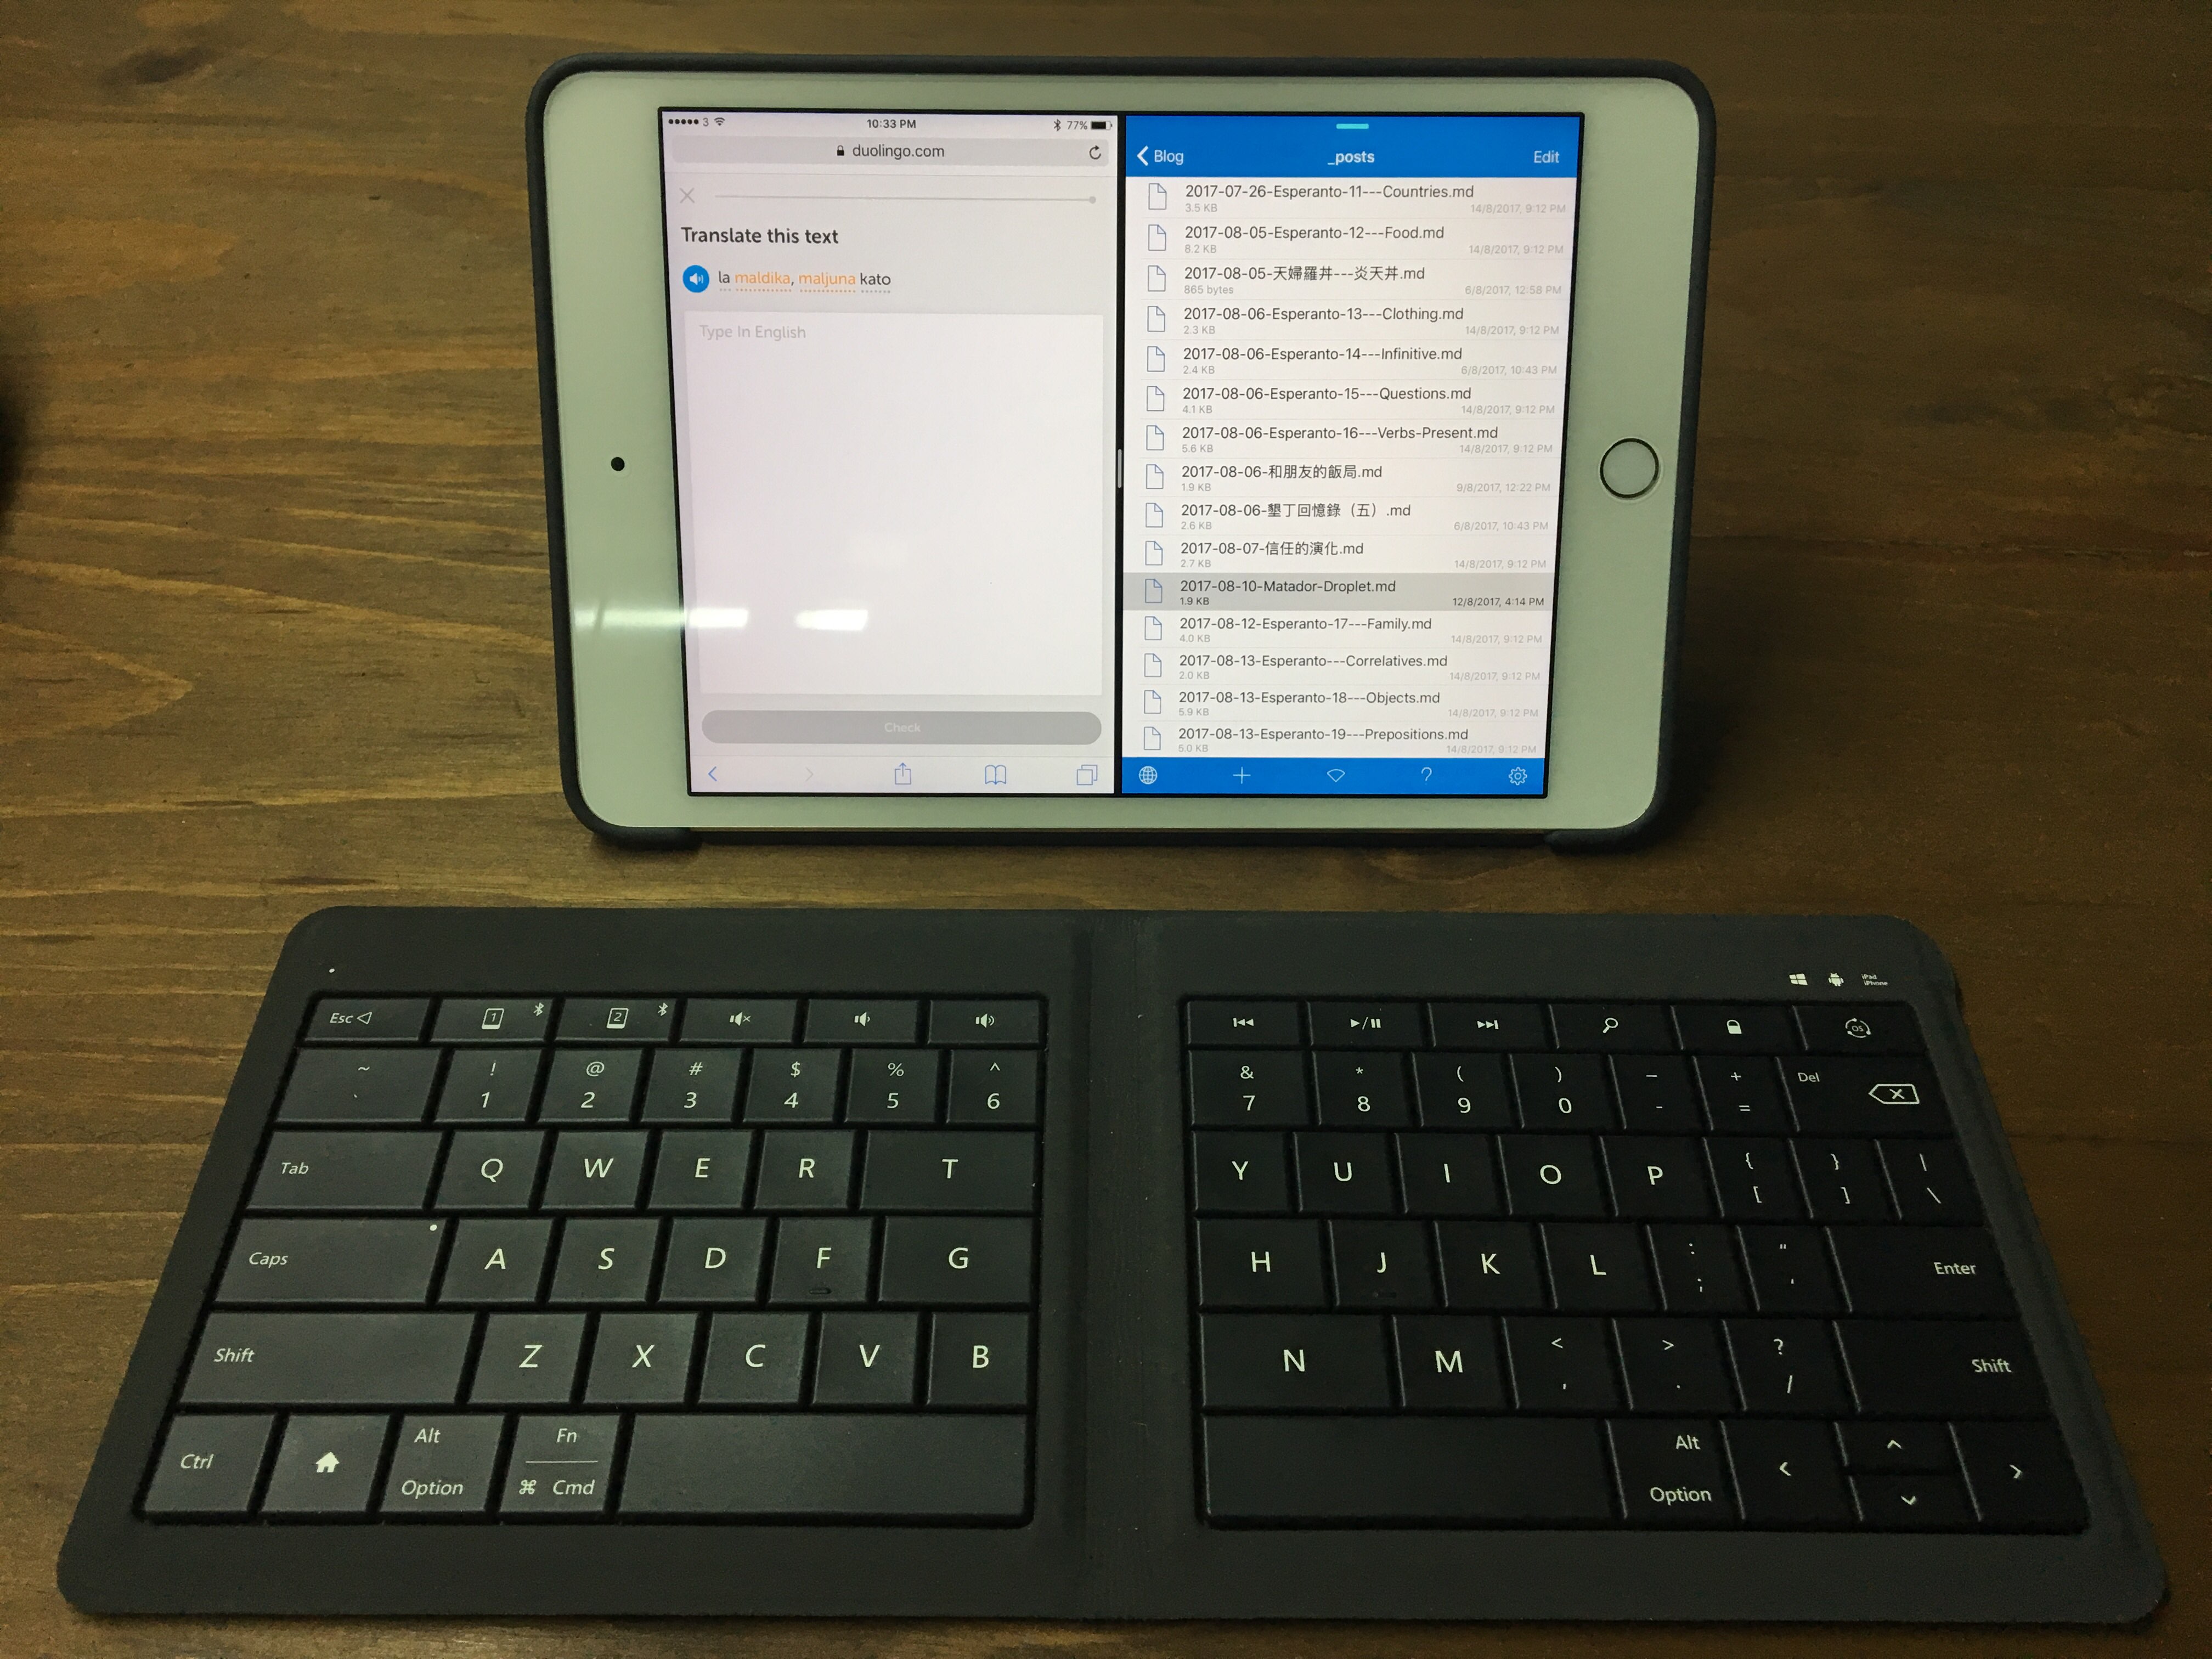 3
10:33 PM
77%
duolingo.com
Translate this text
la maldika, maljuna kato
Type In English
Check
Blog
_posts
Edit
2017-07-26-Esperanto-11---Countries.md
3.5 KB 14/8/2017, 9:12 PM
2017-08-05-Esperanto-12---Food.md
8.2 KB 14/8/2017, 9:12 PM
2017-08-05-天婦羅丼---炎天丼.md
865 bytes 6/8/2017, 12:58 PM
2017-08-06-Esperanto-13---Clothing.md
2.3 KB 14/8/2017, 9:12 PM
2017-08-06-Esperanto-14---Infinitive.md
2.4 KB 6/8/2017, 10:43 PM
2017-08-06-Esperanto-15---Questions.md
4.1 KB 14/8/2017, 9:12 PM
2017-08-06-Esperanto-16---Verbs-Present.md
5.6 KB 14/8/2017, 9:12 PM
2017-08-06-和朋友的飯局.md
1.9 KB 9/8/2017, 12:22 PM
2017-08-06-墾丁回憶錄（五）.md
2.6 KB 6/8/2017, 10:43 PM
2017-08-07-信任的演化.md
2.7 KB 14/8/2017, 9:12 PM
2017-08-10-Matador-Droplet.md
1.9 KB 12/8/2017, 4:14 PM
2017-08-12-Esperanto-17---Family.md
4.0 KB 14/8/2017, 9:12 PM
2017-08-13-Esperanto---Correlatives.md
2.0 KB 14/8/2017, 9:12 PM
2017-08-13-Esperanto-18---Objects.md
5.9 KB 14/8/2017, 9:12 PM
2017-08-13-Esperanto-19---Prepositions.md
5.0 KB 14/8/2017, 9:12 PM
?
iPad
iPhone
Esc 1 2 OS
~ ! @ # $ % ^ & * ( ) _ + Del
` 1 2 3 4 5 6 7 8 9 0 - =
Tab Q W E R T Y U I O P { } |
[ ] \
Caps A S D F G H J K L : " Enter
; '
Shift Z X C V B N M < > ? Shift
, . /
Ctrl Alt Fn Alt
Option ⌘ Cmd Option